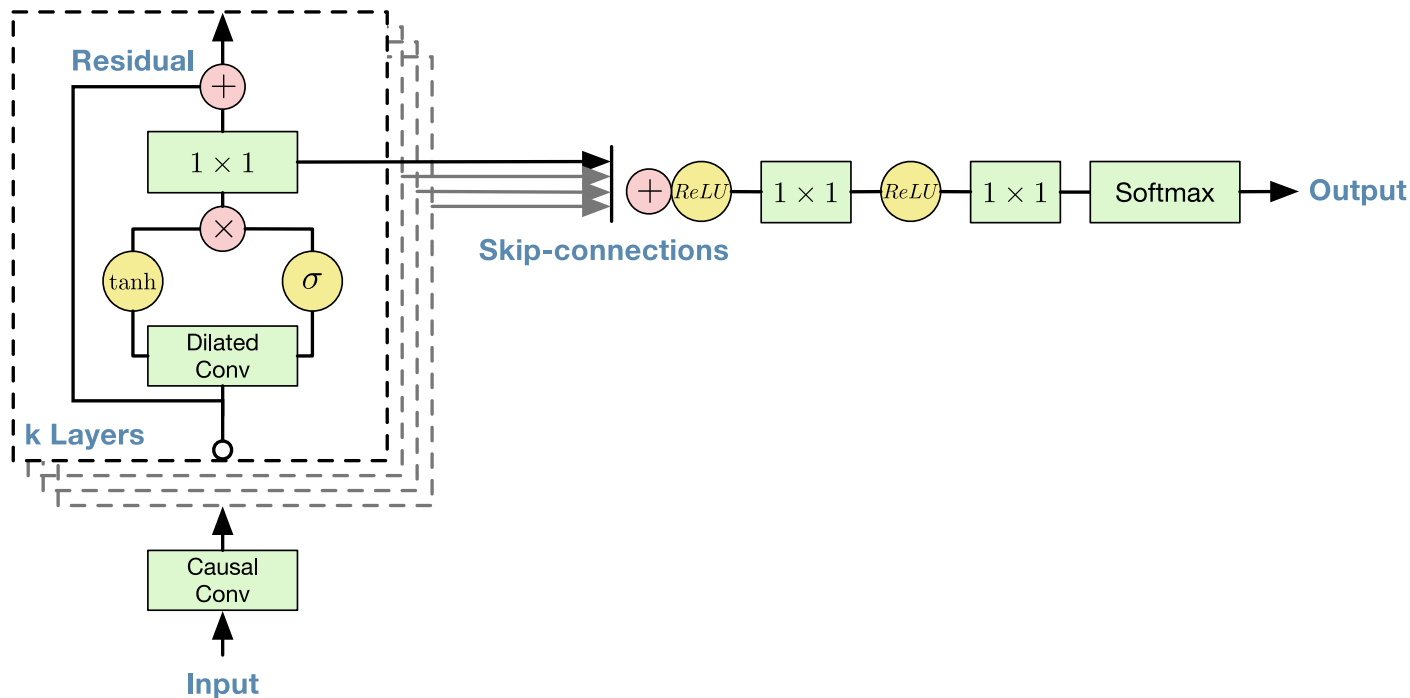 Residual
+
1 × 1
×
tanh
σ
Dilated
Conv
k Layers
Causal
Conv
Input
+
ReLU
1 × 1
ReLU
1 × 1
Softmax
Output
Skip-connections